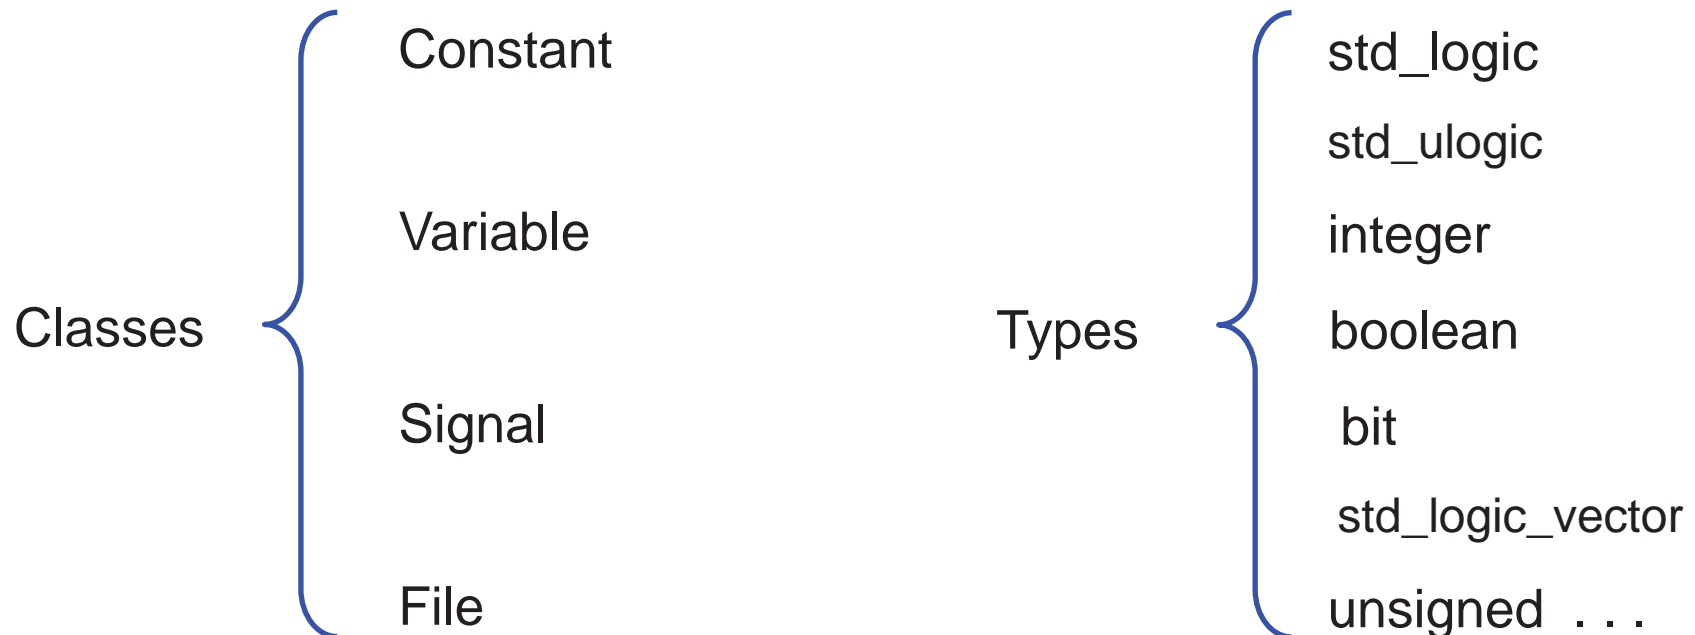 Classes
Constant
Variable
Signal
File
Types
std_logic
std_ulogic
integer
boolean
bit
std_logic_vector
unsigned . . .